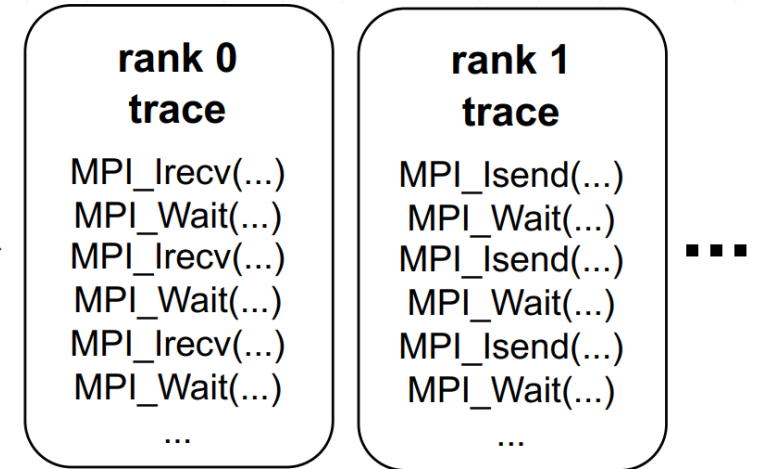 rank 0
trace
MPI_Irecv(...)
MPI_Wait(...)
MPI_Irecv(...)
MPI_Wait(...)
MPI_Irecv(...)
MPI_Wait(...)
...
rank 1
trace
MPI_Isend(...)
MPI_Wait(...)
MPI_Isend(...)
MPI_Wait(...)
MPI_Isend(...)
MPI_Wait(...)
...
...